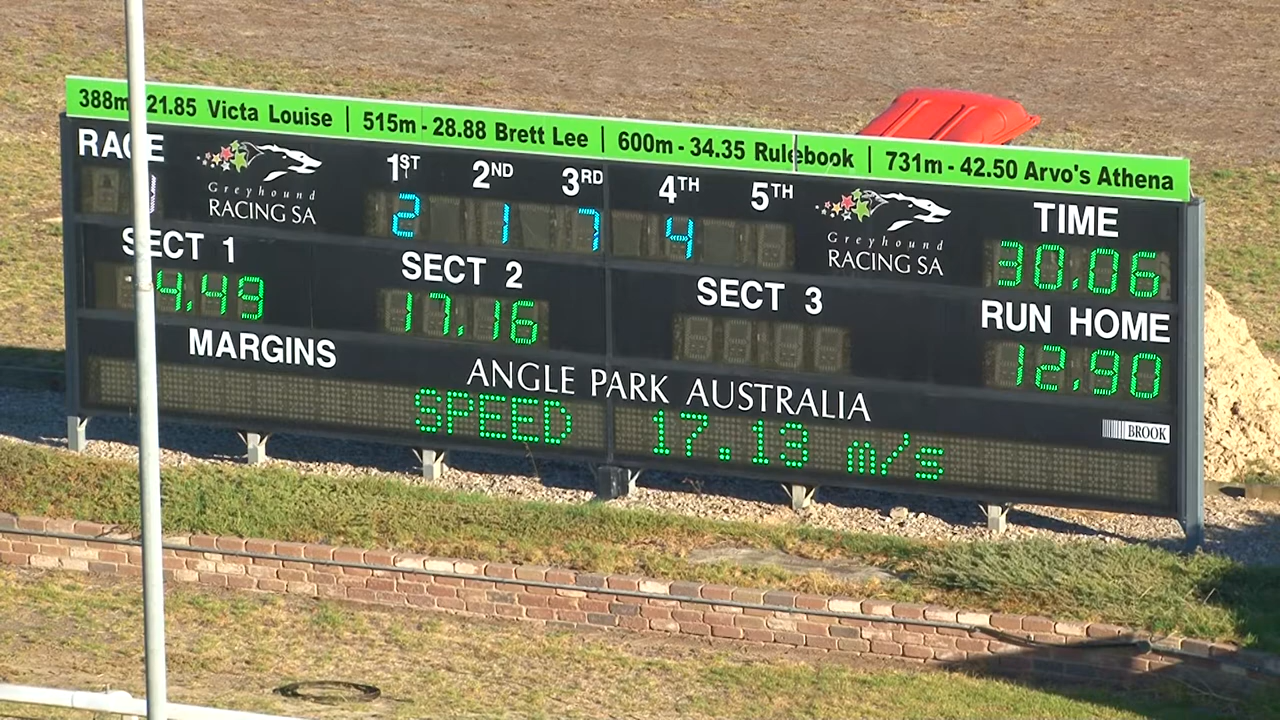 388m 21.85 Victa Louise | 515m - 28.88 Brett Lee | 600m - 34.35 Rulebook | 731m - 42.50 Arvo's Athena
RACE 1ST 2ND 3RD 4TH 5TH TIME
Greyhound
RACING SA
Greyhound
RACING SA
1 2 1 7 4 30.06
SECT 1 SECT 2 SECT 3 RUN HOME
4.49 17.16 12.90
MARGINS ANGLE PARK AUSTRALIA
SPEED 17.13 m/s
BROOK